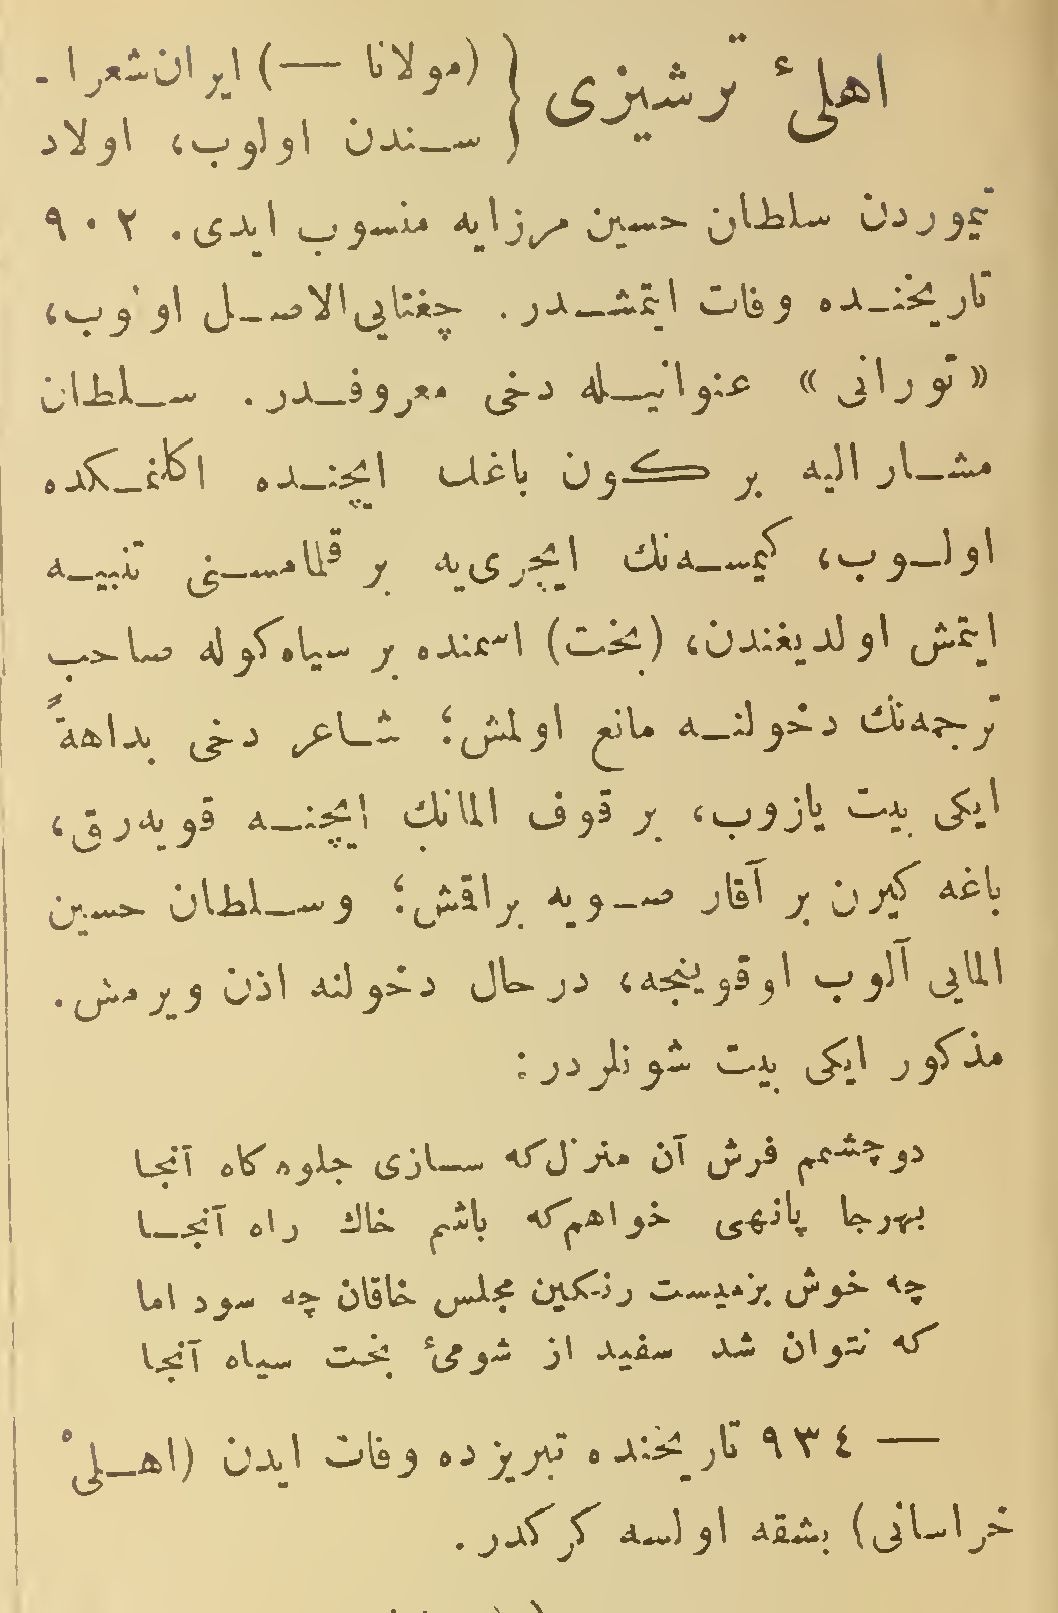 اهلئ ترشیزی { (مولانا —) ایران شعرا-
سندن اولوب، اولاد
تیموردن سلطان حسین مرزایه منسوب ایدی. ٩٠٢
تاریخنده وفات ایتمشدر. چغتایی‌الاصل اولوب،
«تورانی» عنوانیله دخی معروفدر. سلطان
مشار الیه بر کون باغك ایچنده اکلنمکده
اولوب، کیمسه‌نك ایچری‌یه بر قلمامسنی تنبیه
ایتمش اولدیغندن، (بخت) اسمنده بر سیاه کوله صاحب
ترجمه‌نك دخولنه مانع اولمش؛ شاعر دخی بداهةً
ایکی بیت یازوب، بر قوف المانك ایچنه قویه‌رق،
باغه کیرن بر آقار صویه براقمش؛ وسلطان حسین
المایی آلوب اوقوینجه، درحال دخولنه اذن ویرمش.
مذکور ایکی بیت شونلردر:
دوچشمم فرش آن منزل که سازی جلوه کاه آنجا
بهرجا پانهی خواهم که باشم خاك راه آنجا
چه خوش بزمیست رنکین مجلس خاقان چه سود اما
که نتوان شد سفید از شومئ بخت سیاه آنجا
— ٩٣٤ تاریخنده تبریزده وفات ایدن (اهلئ
خراسانی) بشقه اولسه کرکدر.